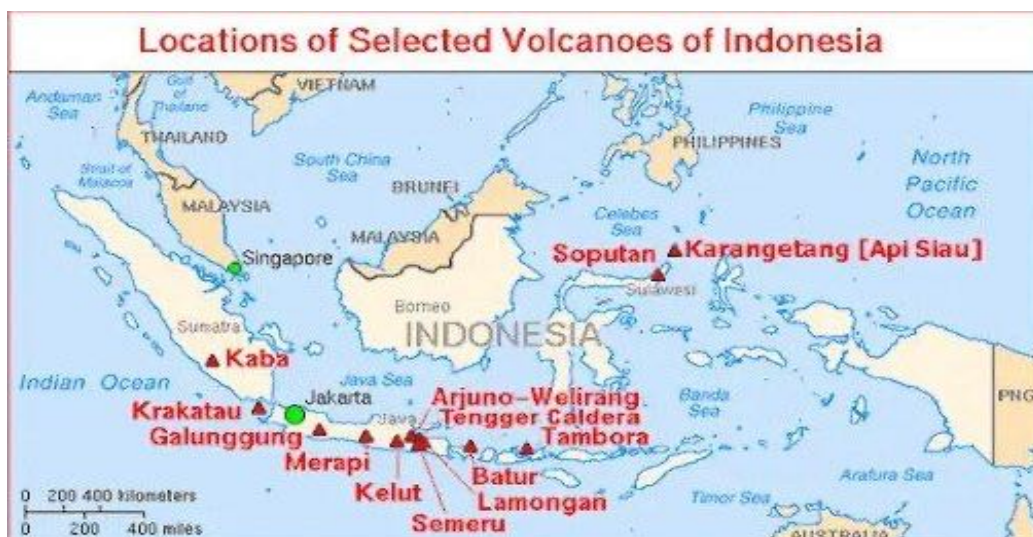 Locations of Selected Volcanoes of Indonesia
Andaman
Sea
Gulf
of
Thailand
VIETNAM
THAILAND
Philippine
Sea
South China
Sea
PHILIPPINES
North
Pacific
Ocean
Strait of
Malacca
BRUNEI
MALAYSIA
Celebes
Sea
MALAYSIA
Singapore
Soputan
Karangetang [Api Siau]
Sulawesi
Borneo
INDONESIA
Sumatra
Kaba
Indian Ocean
Java Sea
Jakarta
Krakatau
Galunggung
Java
Arjuno-Welirang
Tengger Caldera
Tambora
Banda
Sea
PNG
Merapi
Kelut
Semeru
Batur
Lamongan
Arafura Sea
Timor Sea
AUSTRALIA
0 200 400 kilometers
0 200 400 miles